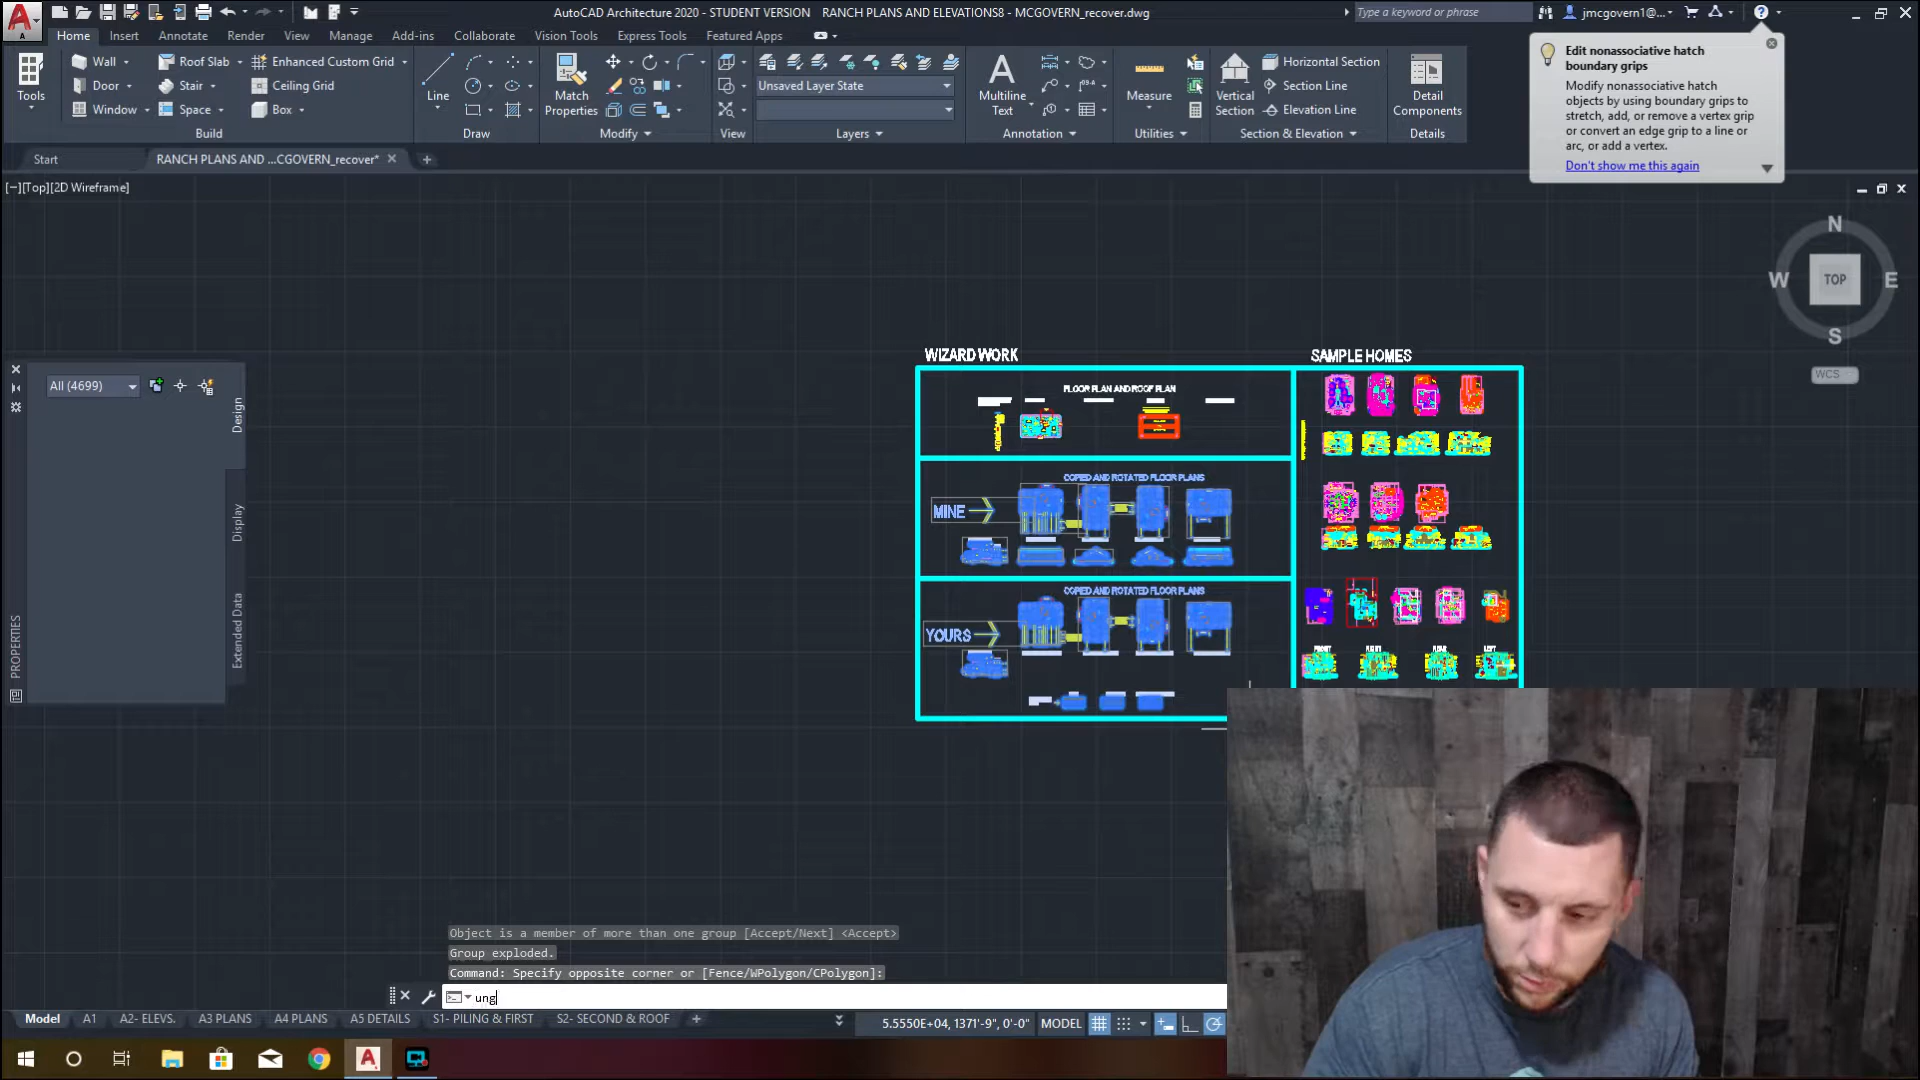 AutoCAD Architecture 2020 - STUDENT VERSION RANCH PLANS AND ELEVATIONS8 - MCGOVERN_recover.dwg
Type a keyword or phrase
jmcgovern1@...
Home Insert Annotate Render View Manage Add-ins Collaborate Vision Tools Express Tools Featured Apps
Tools
Wall
Door
Window
Roof Slab
Stair
Space
Enhanced Custom Grid
Ceiling Grid
Box
Build
Line
Draw
Match
Properties
Modify
View
Unsaved Layer State
Layers
Multiline
Text
Annotation
Measure
Utilities
Vertical
Section
Horizontal Section
Section Line
Elevation Line
Section & Elevation
Detail
Components
Details
Edit nonassociative hatch
boundary grips
Modify nonassociative hatch
objects by using boundary grips to
stretch, add, or remove a vertex grip
or convert an edge grip to a line or
arc, or add a vertex.
Don't show me this again
Start
RANCH PLANS AND ...CGOVERN_recover*
[−][Top][2D Wireframe]
N
W
TOP
E
S
WCS
All (4699)
Design
Display
Extended Data
PROPERTIES
WIZARD WORK
SAMPLE HOMES
FLOOR PLAN AND ROOF PLAN
COPIED AND ROTATED FLOOR PLANS
MINE
COPIED AND ROTATED FLOOR PLANS
YOURS
Object is a member of more than one group [Accept/Next] <Accept>
Group exploded.
Command: Specify opposite corner or [Fence/WPolygon/CPolygon]:
ung
Model A1 A2- ELEVS. A3 PLANS A4 PLANS A5 DETAILS S1- PILING & FIRST S2- SECOND & ROOF
5.5550E+04, 1371'-9", 0'-0" MODEL